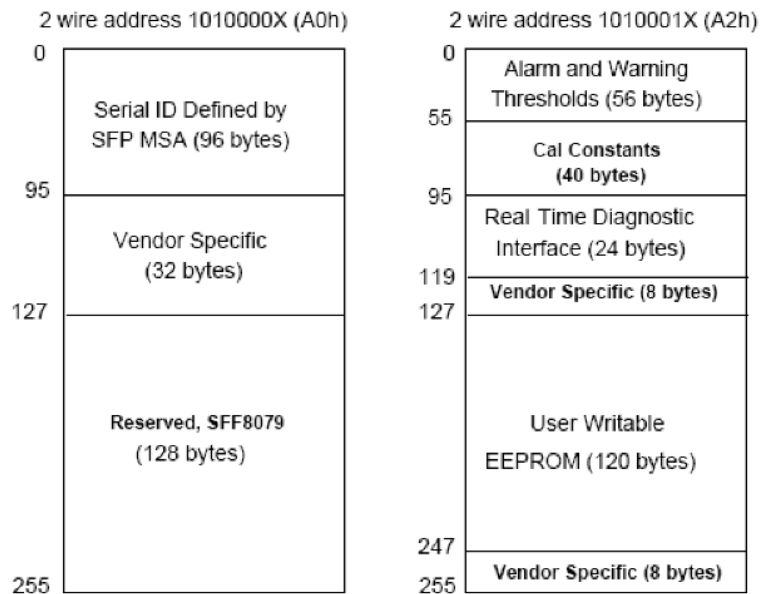 2 wire address 1010000X (A0h)
0
Serial ID Defined by
SFP MSA (96 bytes)
95
Vendor Specific
(32 bytes)
127
Reserved, SFF8079
(128 bytes)
255
2 wire address 1010001X (A2h)
0
Alarm and Warning
Thresholds (56 bytes)
55
Cal Constants
(40 bytes)
95
Real Time Diagnostic
Interface (24 bytes)
119
Vendor Specific (8 bytes)
127
User Writable
EEPROM (120 bytes)
247
Vendor Specific (8 bytes)
255